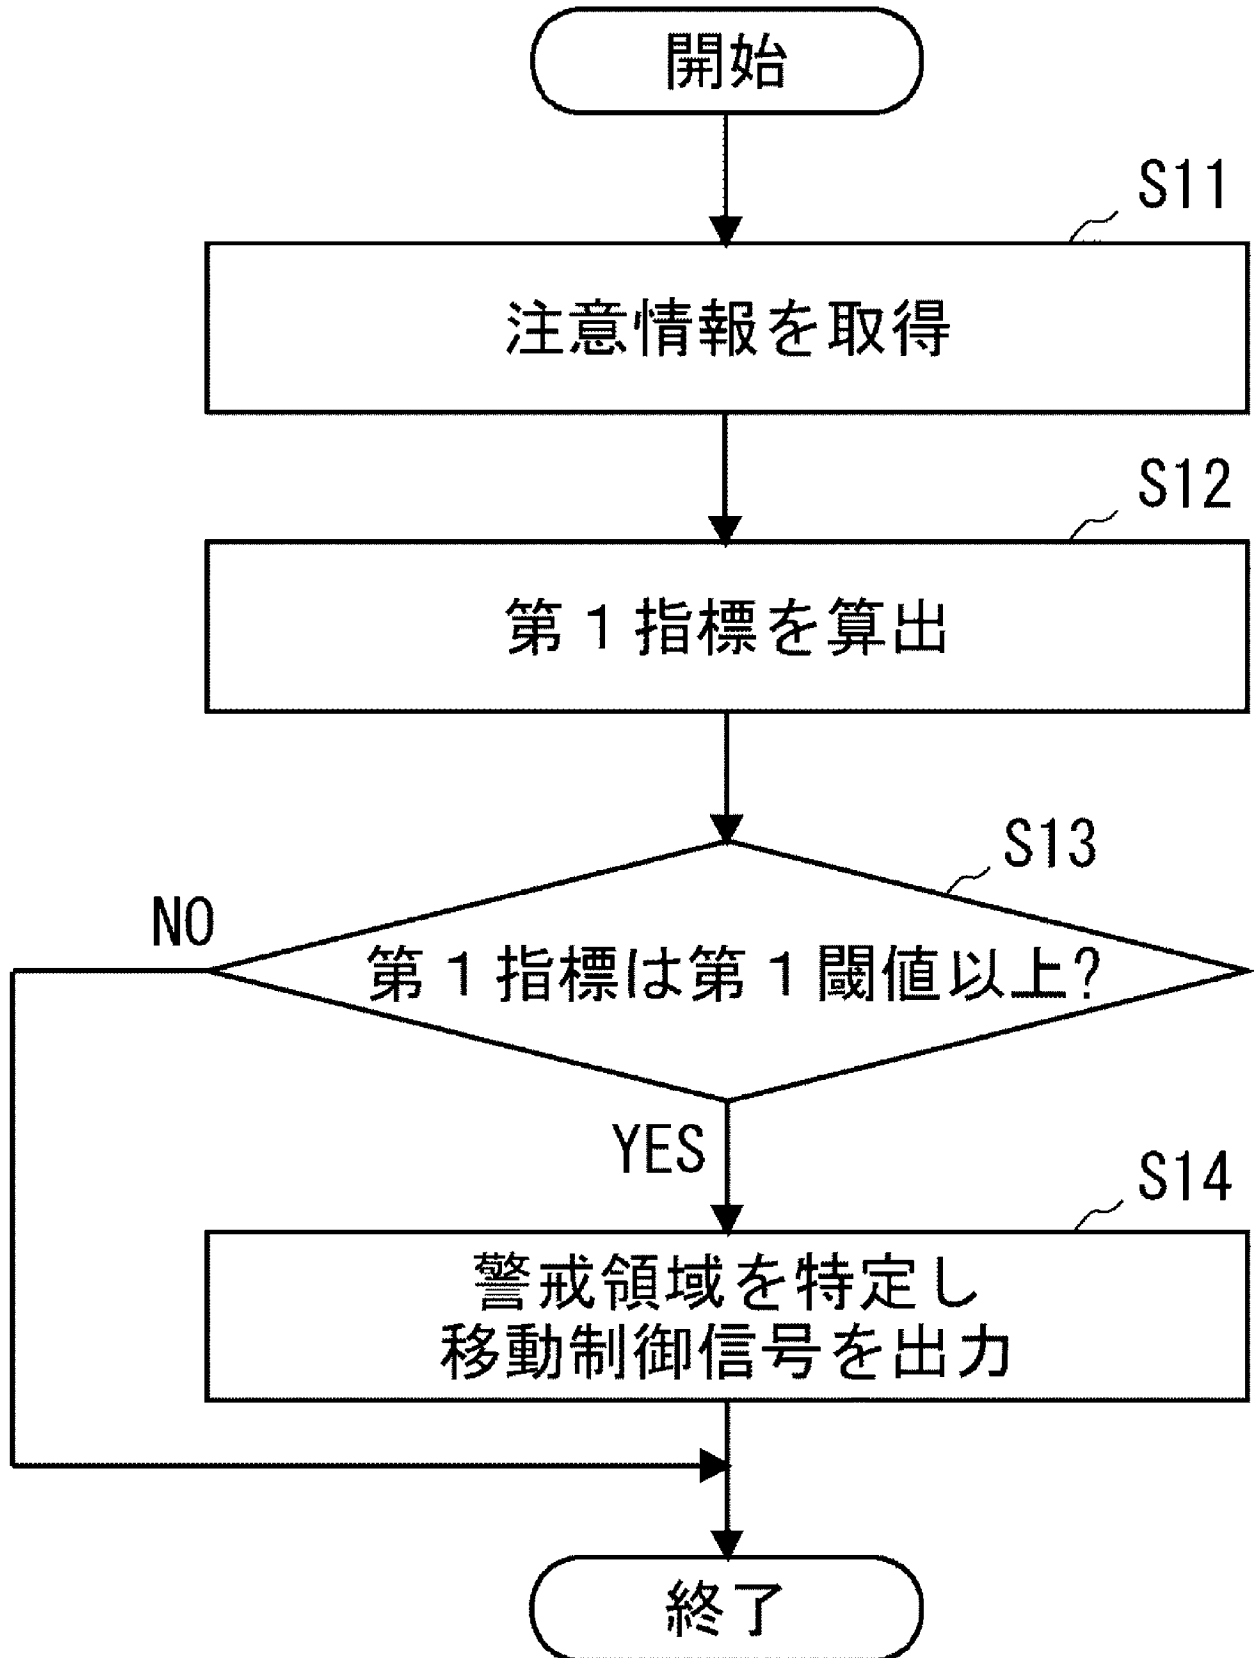 開始
S11
注意情報を取得
S12
第1指標を算出
S13
NO
第1指標は第1閾値以上?
YES
S14
警戒領域を特定し
移動制御信号を出力
終了